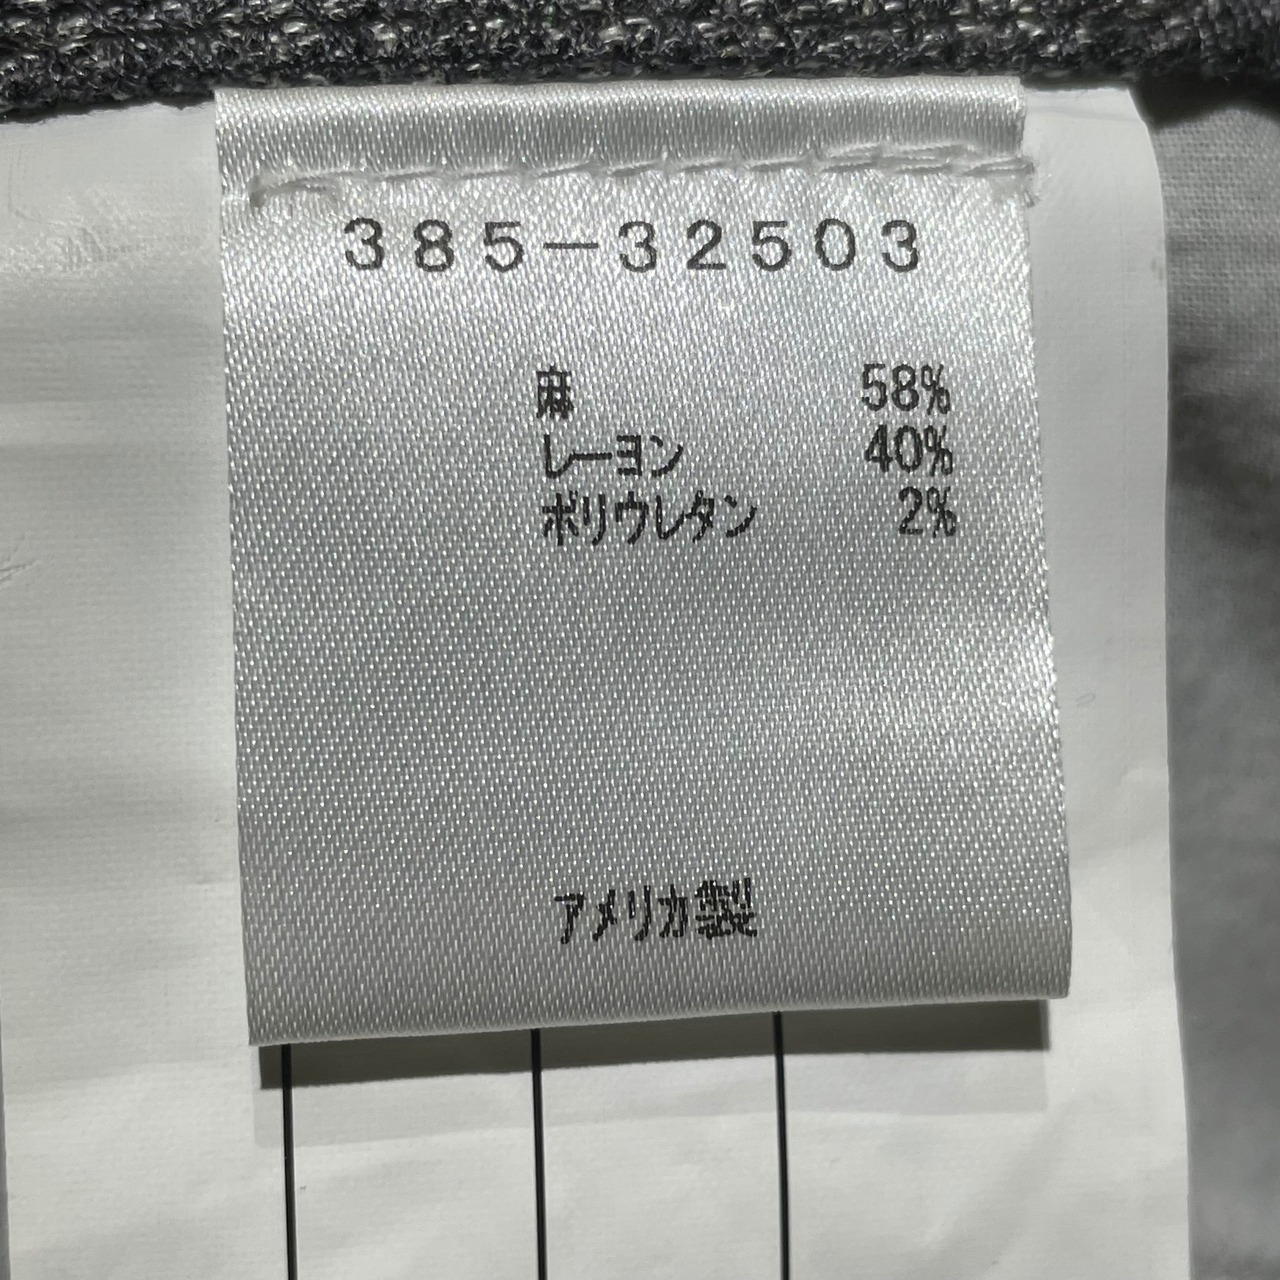 385-32503
麻 58%
レーヨン 40%
ポリウレタン 2%
アメリカ製